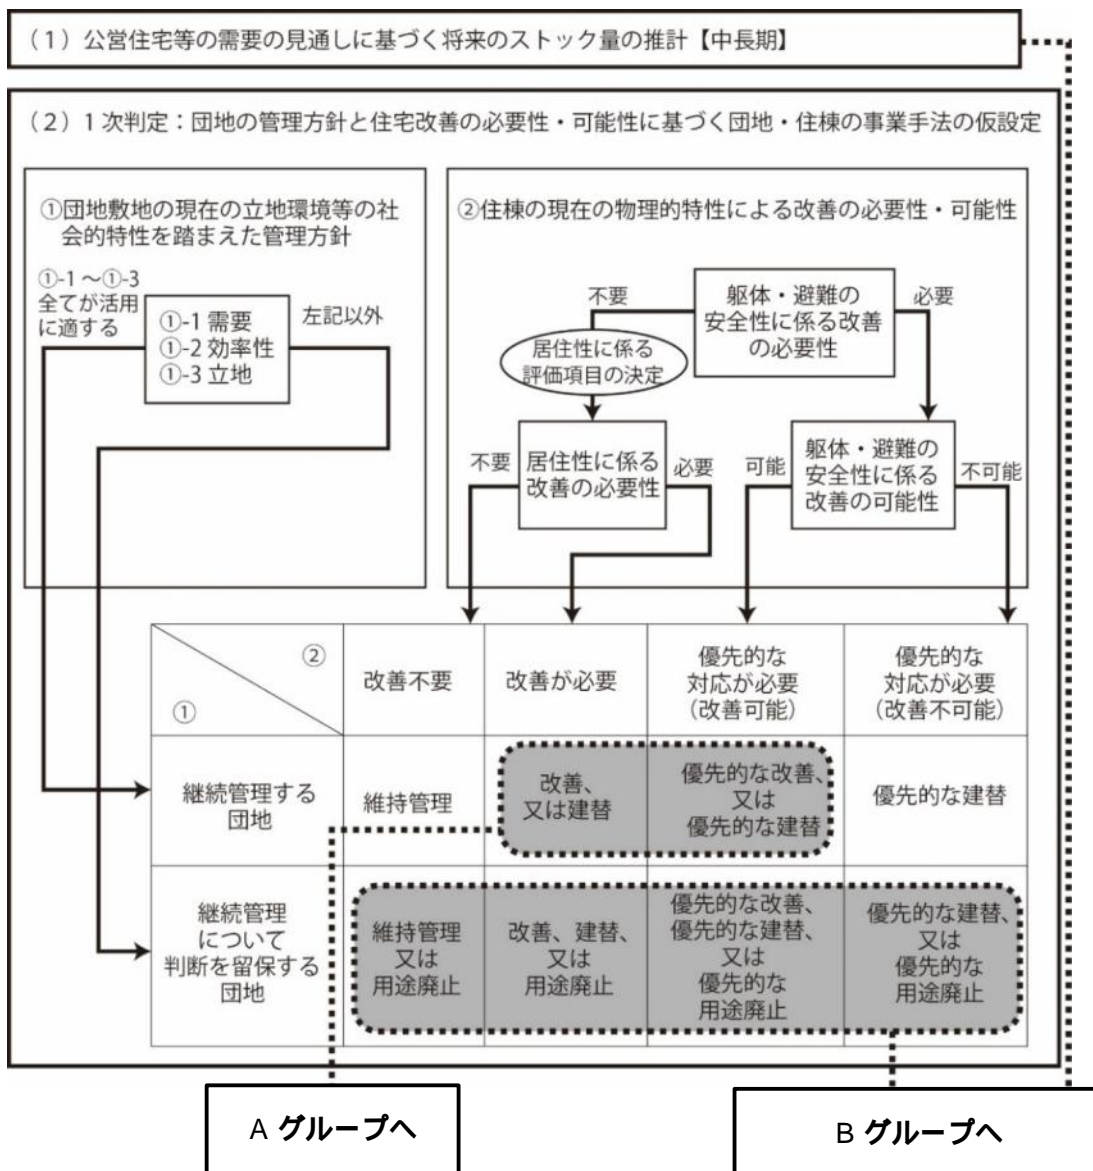 （１）公営住宅等の需要の見通しに基づく将来のストック量の推計【中長期】
（２）１次判定：団地の管理方針と住宅改善の必要性・可能性に基づく団地・住棟の事業手法の仮設定
①団地敷地の現在の立地環境等の社
会的特性を踏まえた管理方針
①-1～①-3
全てが活用
に適する
①-1 需要
①-2 効率性
①-3 立地
左記以外
②住棟の現在の物理的特性による改善の必要性・可能性
不要
躯体・避難の
安全性に係る改善
の必要性
必要
居住性に係る
評価項目の決定
不要
居住性に係る
改善の必要性
必要
可能
躯体・避難の
安全性に係る
改善の可能性
不可能
②
①
改善不要
改善が必要
優先的な
対応が必要
（改善可能）
優先的な
対応が必要
（改善不可能）
継続管理する
団地
維持管理
改善、
又は建替
優先的な改善、
又は
優先的な建替
優先的な建替
継続管理
について
判断を留保する
団地
維持管理
又は
用途廃止
改善、建替、
又は
用途廃止
優先的な改善、
優先的な建替、
又は
優先的な
用途廃止
優先的な建替、
又は
優先的な
用途廃止
A グループへ
B グループへ